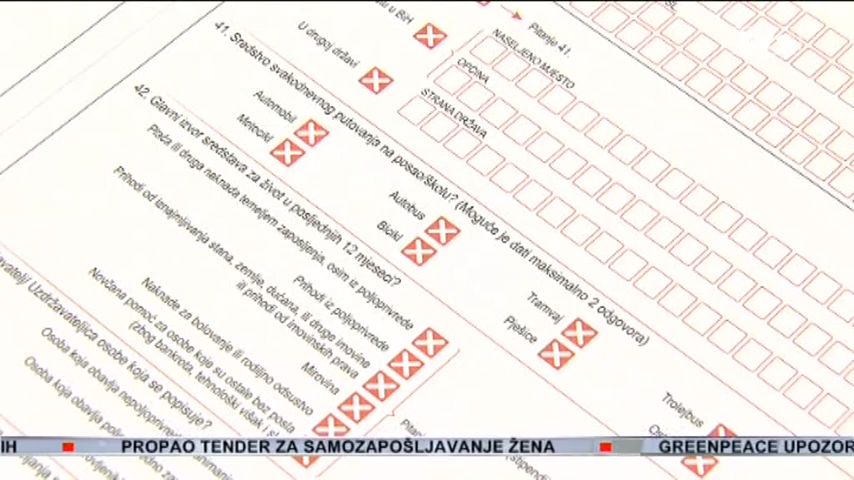 u BiH
Pitanje 41.
U drugoj državi
NASELJENO MJESTO
OPĆINA
STRANA DRŽAVA
41. Sredstvo svakodnevnog putovanja na posao/školu? (Moguće je dati maksimalno 2 odgovora)
Automobil
Motocikl
Autobus
Bicikl
Tramvaj
Pješice
Trolejbus
42. Glavni izvor sredstava za život u posljednjih 12 mjeseci?
Plaća ili druga naknada temeljem zaposlenja, osim iz poljoprivrede
Prihodi iz poljoprivrede
Prihodi od iznajmljivanja stana, zemlje, dućana, ili druge imovine
ili prihodi od imovinskih prava
Mirovina
Naknade za bolovanje ili rodiljno odsustvo
Novčana pomoć za osobe koje su ostale bez posla
(zbog bankrota, tehnološki višak i sl
Uzdržavatelj/Uzdržavateljica osobe koja se popisuje?
Osoba koja obavlja nepoljoprivredno
Osoba koja obavlja
IH PROPAO TENDER ZA SAMOZAPOŠLJAVANJE ŽENA GREENPEACE UPOZOR